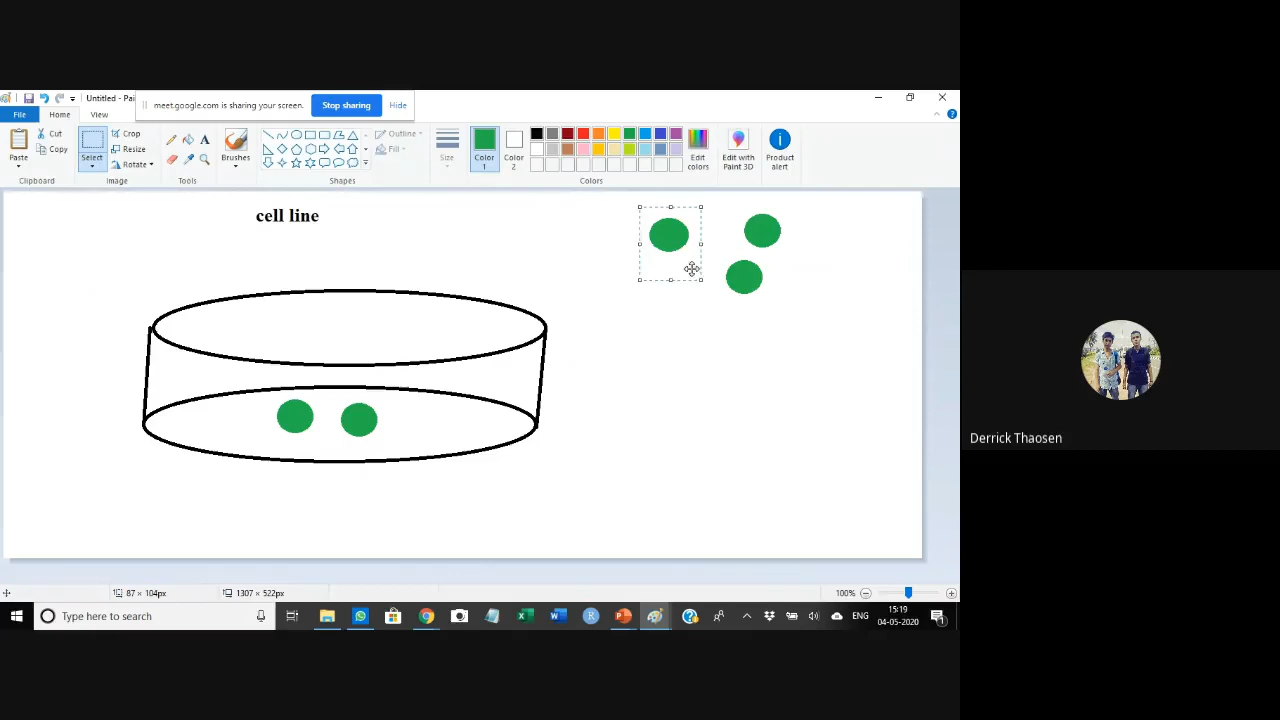 Untitled - Pai
meet.google.com is sharing your screen.
Stop sharing
Hide
File
Home
View
Paste
Cut
Copy
Clipboard
Select
Crop
Resize
Rotate
Image
Tools
Brushes
Shapes
Outline
Fill
Size
Color
1
Color
2
Edit
colors
Colors
Edit with
Paint 3D
Product
alert
cell line
Derrick Thaosen
87 × 104px
1307 × 522px
100%
Type here to search
ENG
15:19
04-05-2020